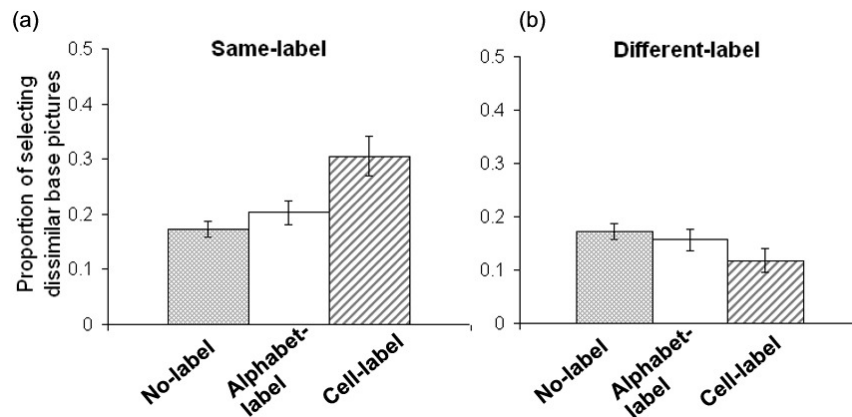 (a)
Same-label
Proportion of selecting
dissimilar base pictures
0.5
0.4
0.3
0.2
0.1
0
No-label
Alphabet-
label
Cell-label
(b)
Different-label
0.5
0.4
0.3
0.2
0.1
0
No-label
Alphabet-
label
Cell-label